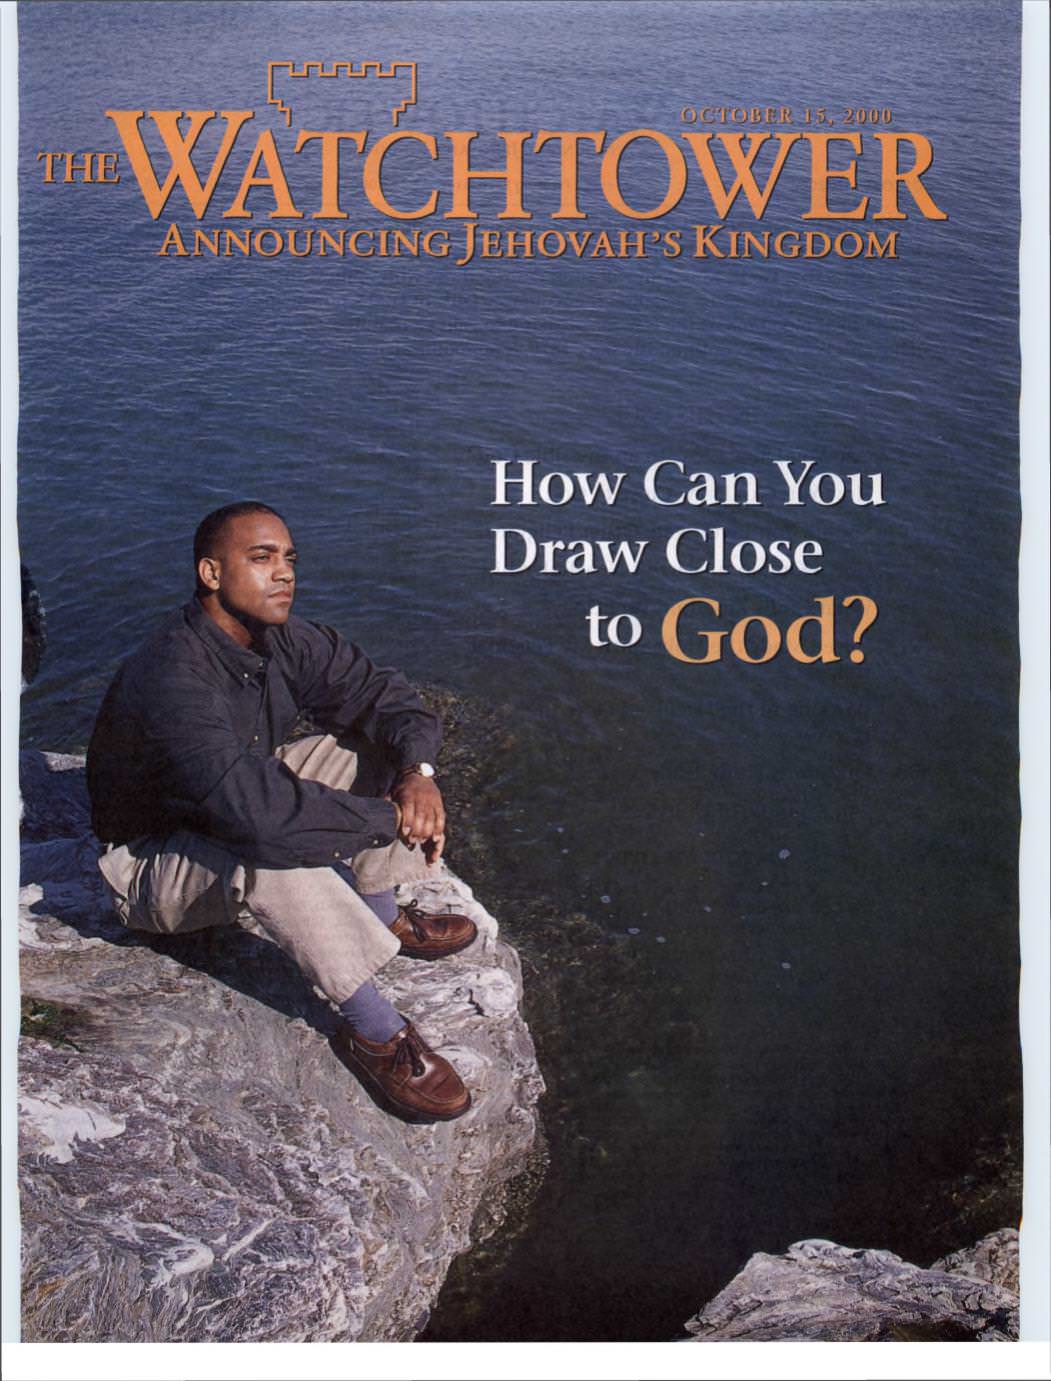 OCTOBER 15, 2000
THE WATCHTOWER
ANNOUNCING JEHOVAH'S KINGDOM
How Can You
Draw Close
to God?